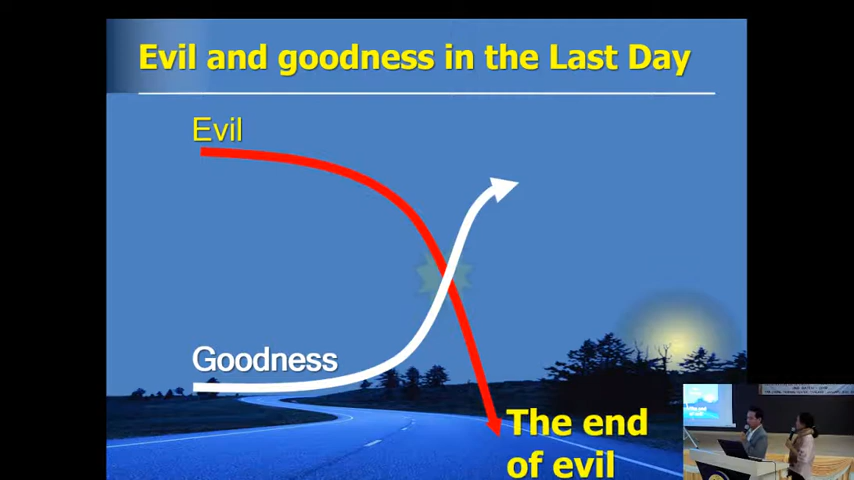 Evil and goodness in the Last Day
Evil
Goodness
The end
of evil